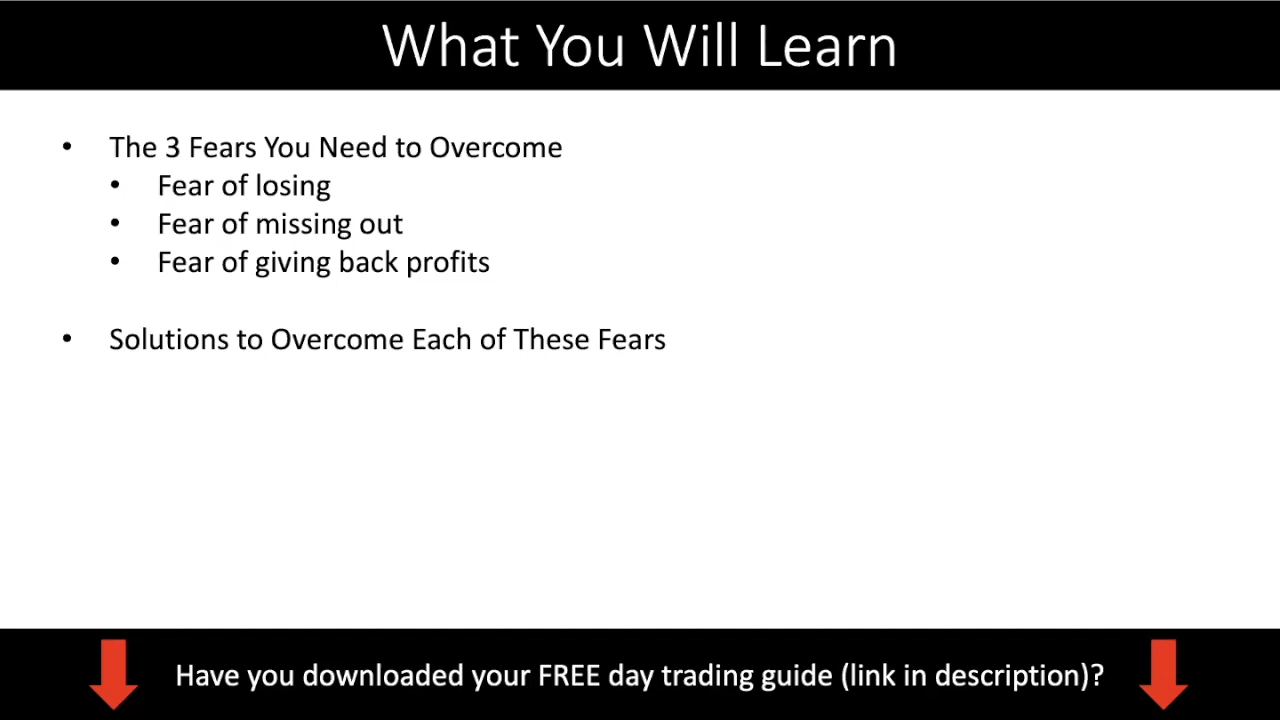 What You Will Learn
• The 3 Fears You Need to Overcome
• Fear of losing
• Fear of missing out
• Fear of giving back profits
• Solutions to Overcome Each of These Fears
Have you downloaded your FREE day trading guide (link in description)?